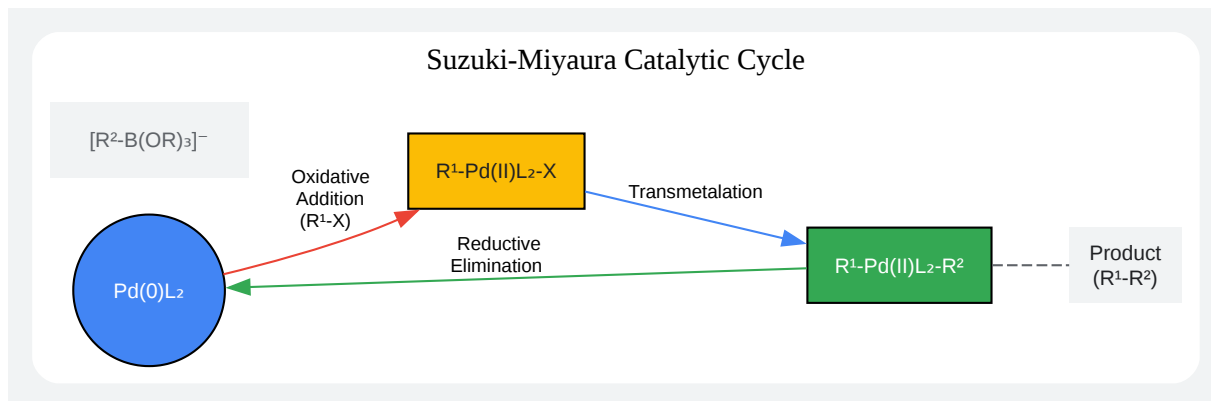 Suzuki-Miyaura Catalytic Cycle
[R²-B(OR)₃]⁻
Oxidative
Addition
(R¹-X)
R¹-Pd(II)L₂-X
Transmetalation
Reductive
Elimination
Pd(0)L₂
R¹-Pd(II)L₂-R²
Product
(R¹-R²)